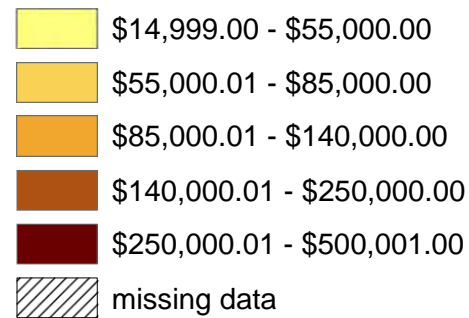 $14,999.00 - $55,000.00
$55,000.01 - $85,000.00
$85,000.01 - $140,000.00
$140,000.01 - $250,000.00
$250,000.01 - $500,001.00
missing data